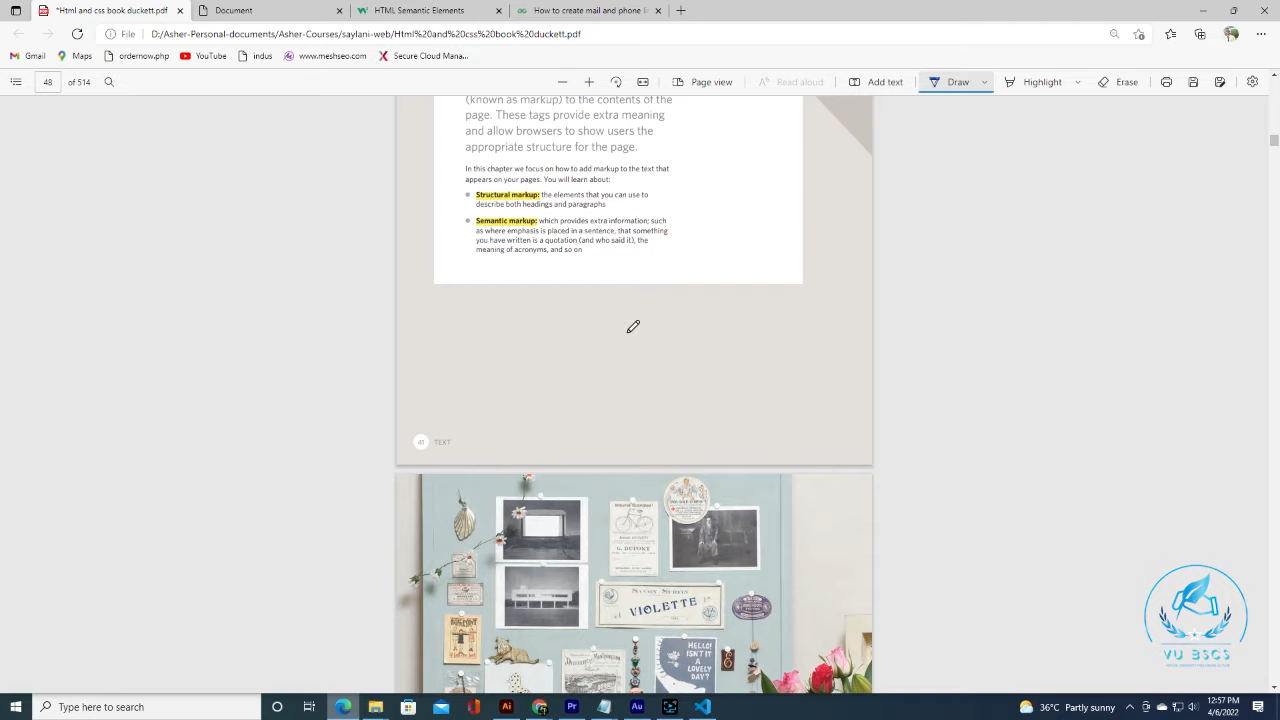 *Html and css book duckett.pdf
Document
HTML Semantic Elements
How to create mail and phone li
File
D:/Asher-Personal-documents/Asher-Courses/saylani-web/Html%20and%20css%20book%20duckett.pdf
Gmail
Maps
ordernow.php
YouTube
indus
www.meshseo.com
Secure Cloud Mana...
48 of 514
Page view
Read aloud
Add text
Draw
Highlight
Erase
(known as markup) to the contents of the
page. These tags provide extra meaning
and allow browsers to show users the
appropriate structure for the page.
In this chapter we focus on how to add markup to the text that
appears on your pages. You will learn about:
Structural markup: the elements that you can use to
describe both headings and paragraphs
Semantic markup: which provides extra information; such
as where emphasis is placed in a sentence, that something
you have written is a quotation (and who said it), the
meaning of acronyms, and so on
41 TEXT
G. DUPONT
VIOLETTE
HELLO!
ISN'T IT
A
LOVELY
DAY?
VU BSCS
Type here to search
36°C Partly sunny
12:57 PM
4/6/2022